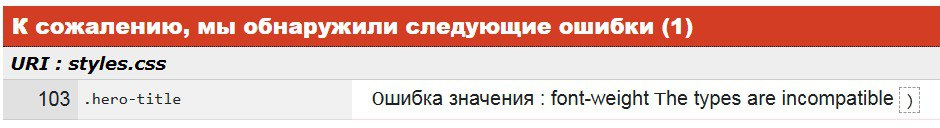 К сожалению, мы обнаружили следующие ошибки (1)
URI : styles.css
103 .hero-title Ошибка значения : font-weight The types are incompatible )